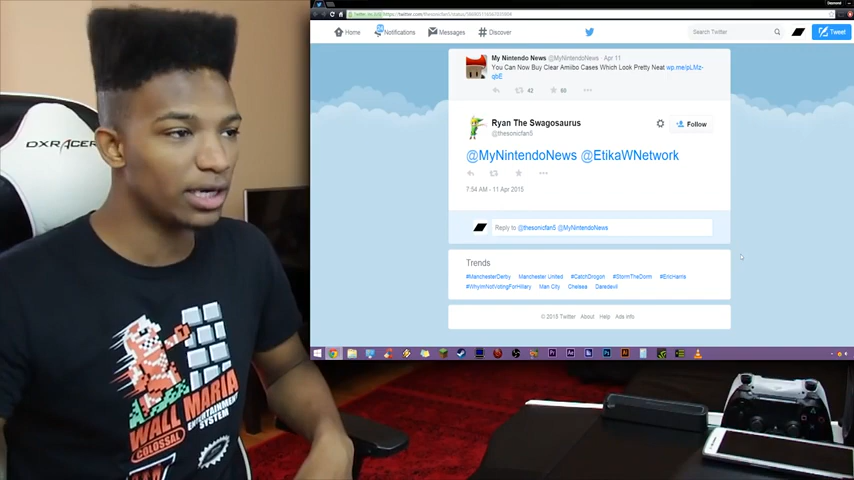 Desmond
Home
Notifications
Messages
Discover
Search Twitter
Tweet
My Nintendo News @MyNintendoNews · Apr 11
You Can Now Buy Clear Amiibo Cases Which Look Pretty Neat wp.me/pLMz-
qbE
42
60
Ryan The Swagosaurus
@thesonicfan5
Follow
@MyNintendoNews @EtikaWNetwork
7:54 AM - 11 Apr 2015
Reply to @thesonicfan5 @MyNintendoNews
Trends
#ManchesterDerby Manchester United #CatchDrogon #StormTheDorm #EricHarris
#WhyImNotVotingForHillary Man City Chelsea Daredevil
© 2015 Twitter About Help Ads info
DXRACER
WALL MARIA
COLOSSAL
ENTERTAINMENT
SYSTEM